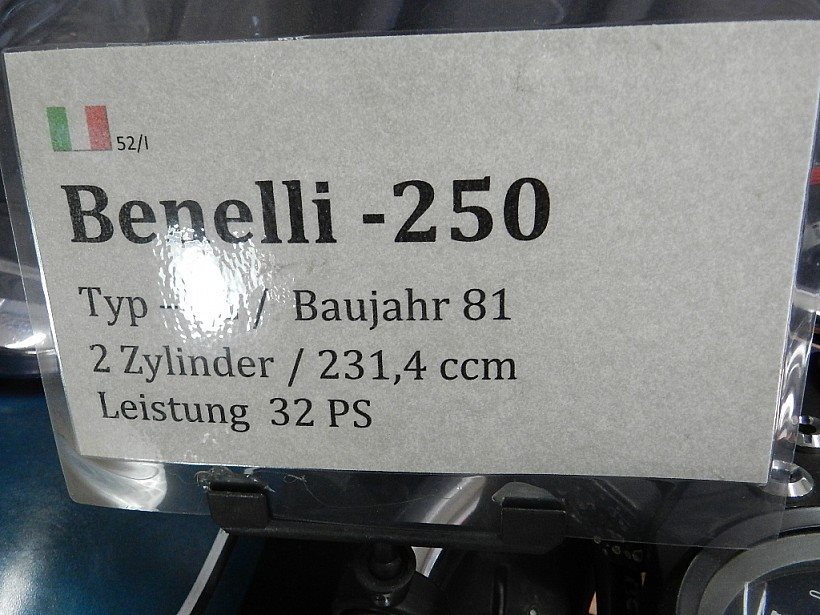 52/I
Benelli -250
Typ / Baujahr 81
2 Zylinder / 231,4 ccm
Leistung 32 PS